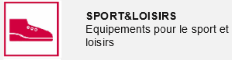 SPORT&LOISIRS
Equipements pour le sport et
loisirs